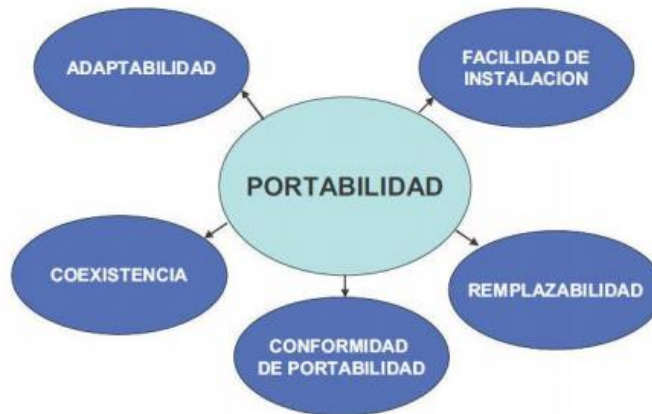 ADAPTABILIDAD
FACILIDAD DE
INSTALACION
PORTABILIDAD
COEXISTENCIA
REMPLAZABILIDAD
CONFORMIDAD
DE PORTABILIDAD